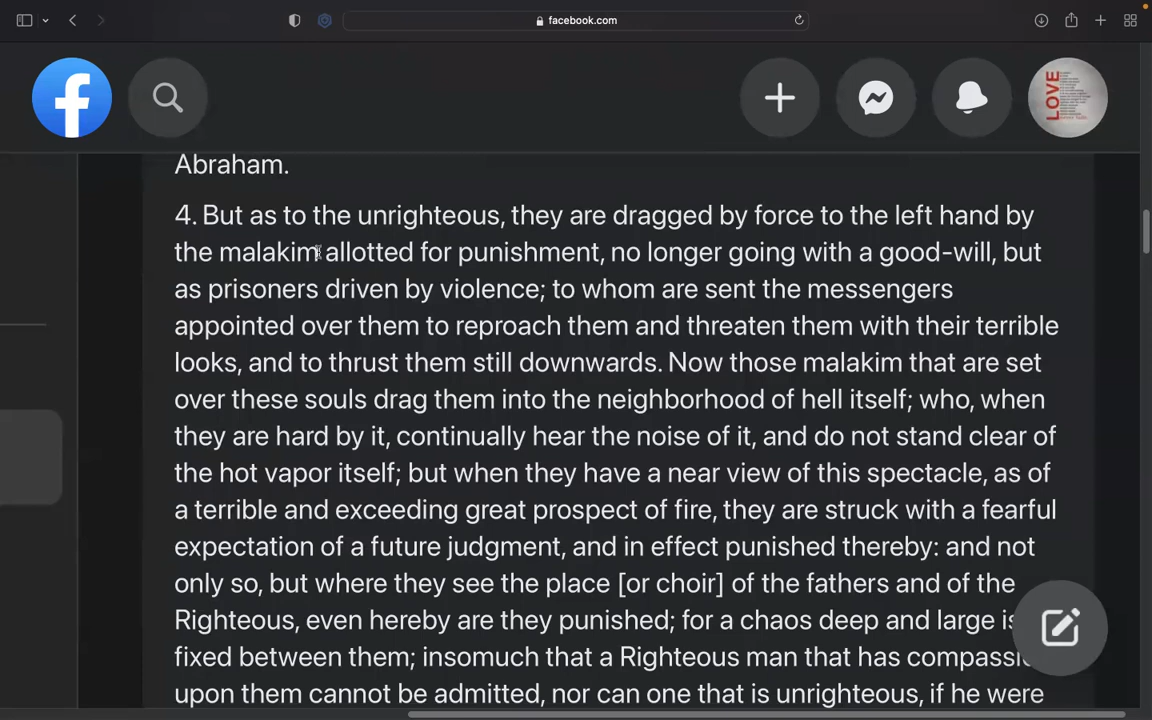 facebook.com
LOVE
Abraham.
4. But as to the unrighteous, they are dragged by force to the left hand by
the malakim allotted for punishment, no longer going with a good-will, but
as prisoners driven by violence; to whom are sent the messengers
appointed over them to reproach them and threaten them with their terrible
looks, and to thrust them still downwards. Now those malakim that are set
over these souls drag them into the neighborhood of hell itself; who, when
they are hard by it, continually hear the noise of it, and do not stand clear of
the hot vapor itself; but when they have a near view of this spectacle, as of
a terrible and exceeding great prospect of fire, they are struck with a fearful
expectation of a future judgment, and in effect punished thereby: and not
only so, but where they see the place [or choir] of the fathers and of the
Righteous, even hereby are they punished; for a chaos deep and large is
fixed between them; insomuch that a Righteous man that has
upon them cannot be admitted, nor can one that is unrighteous, if he were